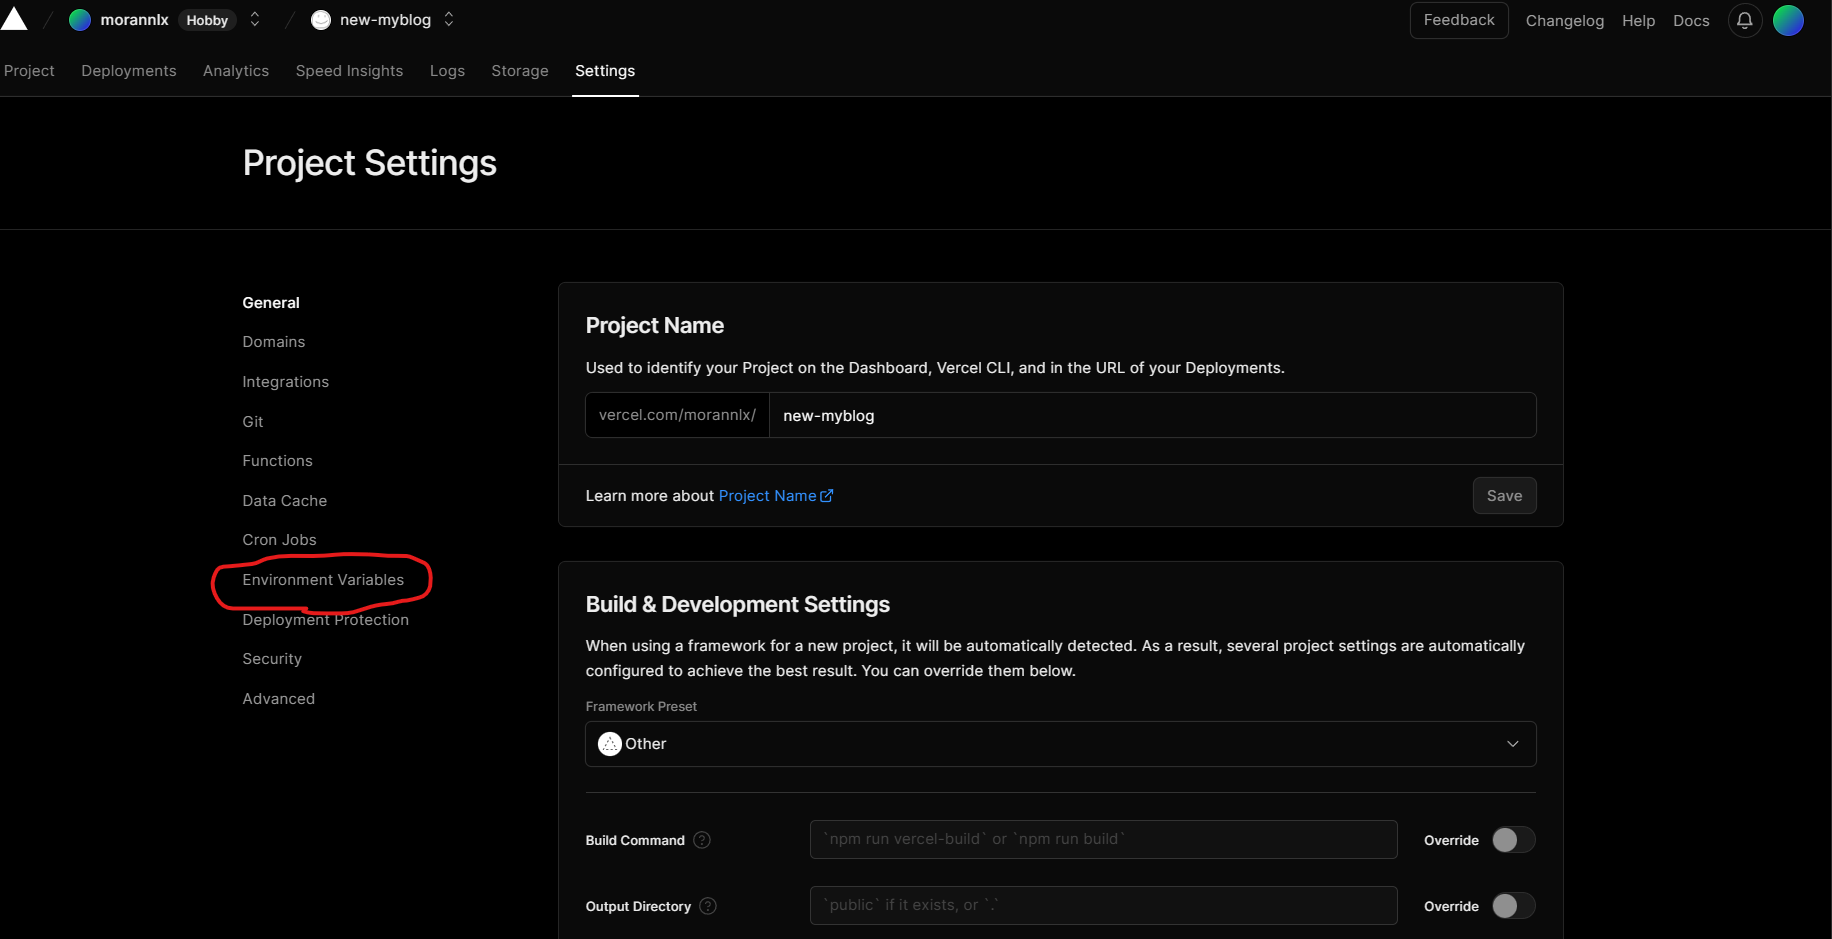 morannlx Hobby new-myblog Feedback Changelog Help Docs
Project Deployments Analytics Speed Insights Logs Storage Settings
Project Settings
General
Domains
Integrations
Git
Functions
Data Cache
Cron Jobs
Environment Variables
Deployment Protection
Security
Advanced
Project Name
Used to identify your Project on the Dashboard, Vercel CLI, and in the URL of your Deployments.
vercel.com/morannlx/ new-myblog
Learn more about Project Name Save
Build & Development Settings
When using a framework for a new project, it will be automatically detected. As a result, several project settings are automatically
configured to achieve the best result. You can override them below.
Framework Preset
Other
Build Command ? `npm run vercel-build` or `npm run build` Override
Output Directory ? `public` if it exists, or `.` Override